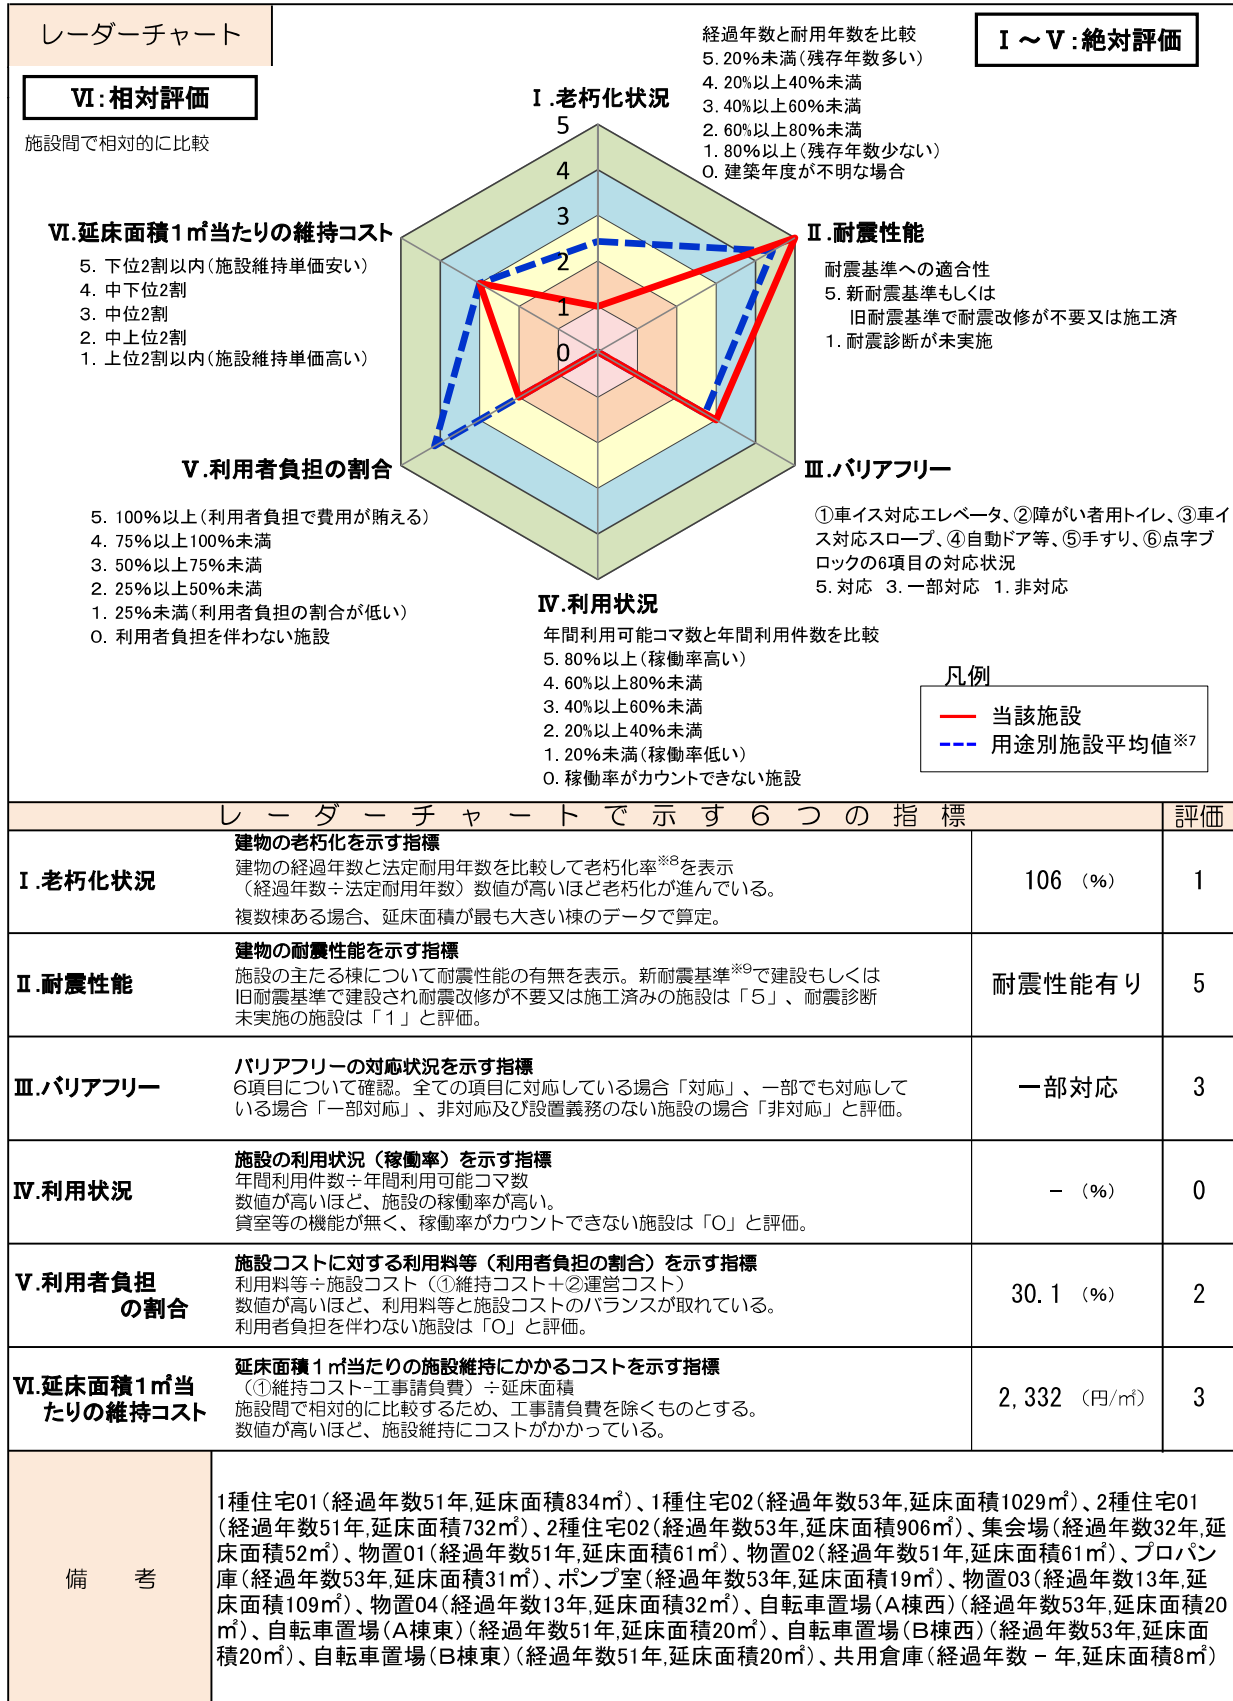 レーダーチャート
Ⅵ:相対評価
施設間で相対的に比較
Ⅰ～Ⅴ:絶対評価
Ⅰ.老朽化状況
経過年数と耐用年数を比較
5. 20%未満(残存年数多い)
4. 20%以上40%未満
3. 40%以上60%未満
2. 60%以上80%未満
1. 80%以上(残存年数少ない)
0. 建築年度が不明な場合
5
4
3
2
1
0
Ⅱ.耐震性能
耐震基準への適合性
5. 新耐震基準もしくは
旧耐震基準で耐震改修が不要又は施工済
1. 耐震診断が未実施
Ⅵ.延床面積1㎡当たりの維持コスト
5. 下位2割以内(施設維持単価安い)
4. 中下位2割
3. 中位2割
2. 中上位2割
1. 上位2割以内(施設維持単価高い)
Ⅴ.利用者負担の割合
5. 100%以上(利用者負担で費用が賄える)
4. 75%以上100%未満
3. 50%以上75%未満
2. 25%以上50%未満
1. 25%未満(利用者負担の割合が低い)
0. 利用者負担を伴わない施設
Ⅲ.バリアフリー
①車イス対応エレベータ、②障がい者用トイレ、③車イ
ス対応スロープ、④自動ドア等、⑤手すり、⑥点字ブ
ロックの6項目の対応状況
5. 対応 3. 一部対応 1. 非対応
Ⅳ.利用状況
年間利用可能コマ数と年間利用件数を比較
5. 80%以上(稼働率高い)
4. 60%以上80%未満
3. 40%以上60%未満
2. 20%以上40%未満
1. 20%未満(稼働率低い)
0. 稼働率がカウントできない施設
凡例
当該施設
用途別施設平均値※7
レーダーチャートで示す6つの指標 評価
Ⅰ.老朽化状況
建物の老朽化を示す指標
建物の経過年数と法定耐用年数を比較して老朽化率※8を表示
(経過年数÷法定耐用年数)数値が高いほど老朽化が進んでいる。
複数棟ある場合、延床面積が最も大きい棟のデータで算定。
106 (%) 1
Ⅱ.耐震性能
建物の耐震性能を示す指標
施設の主たる棟について耐震性能の有無を表示。新耐震基準※9で建設もしくは
旧耐震基準で建設され耐震改修が不要又は施工済みの施設は「5」、耐震診断
未実施の施設は「1」と評価。
耐震性能有り 5
Ⅲ.バリアフリー
バリアフリーの対応状況を示す指標
6項目について確認。全ての項目に対応している場合「対応」、一部でも対応して
いる場合「一部対応」、非対応及び設置義務のない施設の場合「非対応」と評価。
一部対応 3
Ⅳ.利用状況
施設の利用状況(稼働率)を示す指標
年間利用件数÷年間利用可能コマ数
数値が高いほど、施設の稼働率が高い。
貸室等の機能が無く、稼働率がカウントできない施設は「0」と評価。
- (%) 0
Ⅴ.利用者負担
の割合
施設コストに対する利用料等(利用者負担の割合)を示す指標
利用料等÷施設コスト(①維持コスト+②運営コスト)
数値が高いほど、利用料等と施設コストのバランスが取れている。
利用者負担を伴わない施設は「0」と評価。
30.1 (%) 2
Ⅵ.延床面積1㎡当
たりの維持コスト
延床面積1㎡当たりの施設維持にかかるコストを示す指標
(①維持コスト-工事請負費)÷延床面積
施設間で相対的に比較するため、工事請負費を除くものとする。
数値が高いほど、施設維持にコストがかかっている。
2,332 (円/㎡) 3
備 考
1種住宅01(経過年数51年,延床面積834㎡)、1種住宅02(経過年数53年,延床面積1029㎡)、2種住宅01
(経過年数51年,延床面積732㎡)、2種住宅02(経過年数53年,延床面積906㎡)、集会場(経過年数32年,延
床面積52㎡)、物置01(経過年数51年,延床面積61㎡)、物置02(経過年数51年,延床面積61㎡)、プロパン
庫(経過年数53年,延床面積31㎡)、ポンプ室(経過年数53年,延床面積19㎡)、物置03(経過年数13年,延
床面積109㎡)、物置04(経過年数13年,延床面積32㎡)、自転車置場(A棟西)(経過年数53年,延床面積20
㎡)、自転車置場(A棟東)(経過年数51年,延床面積20㎡)、自転車置場(B棟西)(経過年数53年,延床面
積20㎡)、自転車置場(B棟東)(経過年数51年,延床面積20㎡)、共用倉庫(経過年数 - 年,延床面積8㎡)